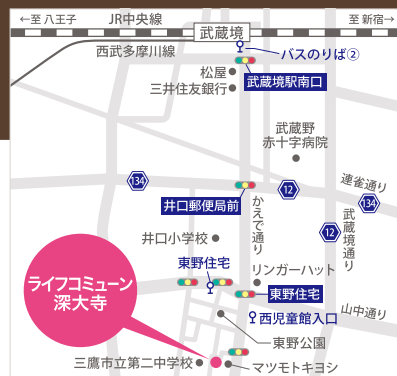 ←至 八王子
JR中央線
至 新宿→
武蔵境
西武多摩川線
バスのりば②
松屋
武蔵境駅南口
三井住友銀行
武蔵野
赤十字病院
134
12
連雀通り
134
井口郵便局前
かえで通り
武蔵境通り
12
井口小学校
東野住宅
リンガーハット
ライフコミューン
深大寺
東野住宅
山中通り
西児童館入口
東野公園
三鷹市立第二中学校
マツモトキヨシ